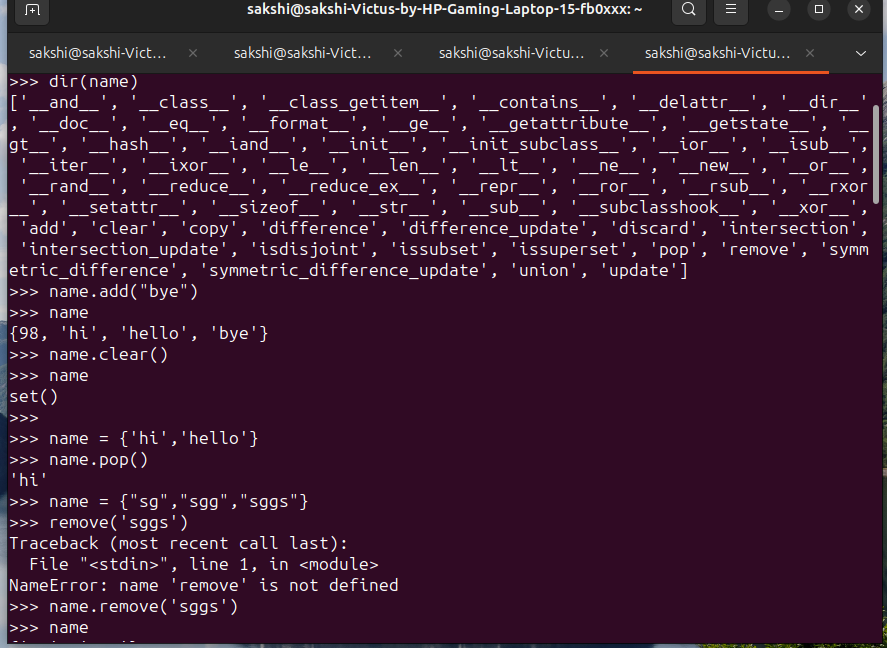 sakshi@sakshi-Victus-by-HP-Gaming-Laptop-15-fb0xxx: ~
sakshi@sakshi-Vict... × sakshi@sakshi-Vict... × sakshi@sakshi-Victu... × sakshi@sakshi-Victu... ×
>>> dir(name)
['__and__', '__class__', '__class_getitem__', '__contains__', '__delattr__', '__dir__'
, '__doc__', '__eq__', '__format__', '__ge__', '__getattribute__', '__getstate__', '__
gt__', '__hash__', '__iand__', '__init__', '__init_subclass__', '__ior__', '__isub__',
 '__iter__', '__ixor__', '__le__', '__len__', '__lt__', '__ne__', '__new__', '__or__',
 '__rand__', '__reduce__', '__reduce_ex__', '__repr__', '__ror__', '__rsub__', '__rxor
__', '__setattr__', '__sizeof__', '__str__', '__sub__', '__subclasshook__', '__xor__',
 'add', 'clear', 'copy', 'difference', 'difference_update', 'discard', 'intersection',
 'intersection_update', 'isdisjoint', 'issubset', 'issuperset', 'pop', 'remove', 'symm
etric_difference', 'symmetric_difference_update', 'union', 'update']
>>> name.add("bye")
>>> name
{98, 'hi', 'hello', 'bye'}
>>> name.clear()
>>> name
set()
>>>
>>> name = {'hi','hello'}
>>> name.pop()
'hi'
>>> name = {"sg","sgg","sggs"}
>>> remove('sggs')
Traceback (most recent call last):
  File "<stdin>", line 1, in <module>
NameError: name 'remove' is not defined
>>> name.remove('sggs')
>>> name